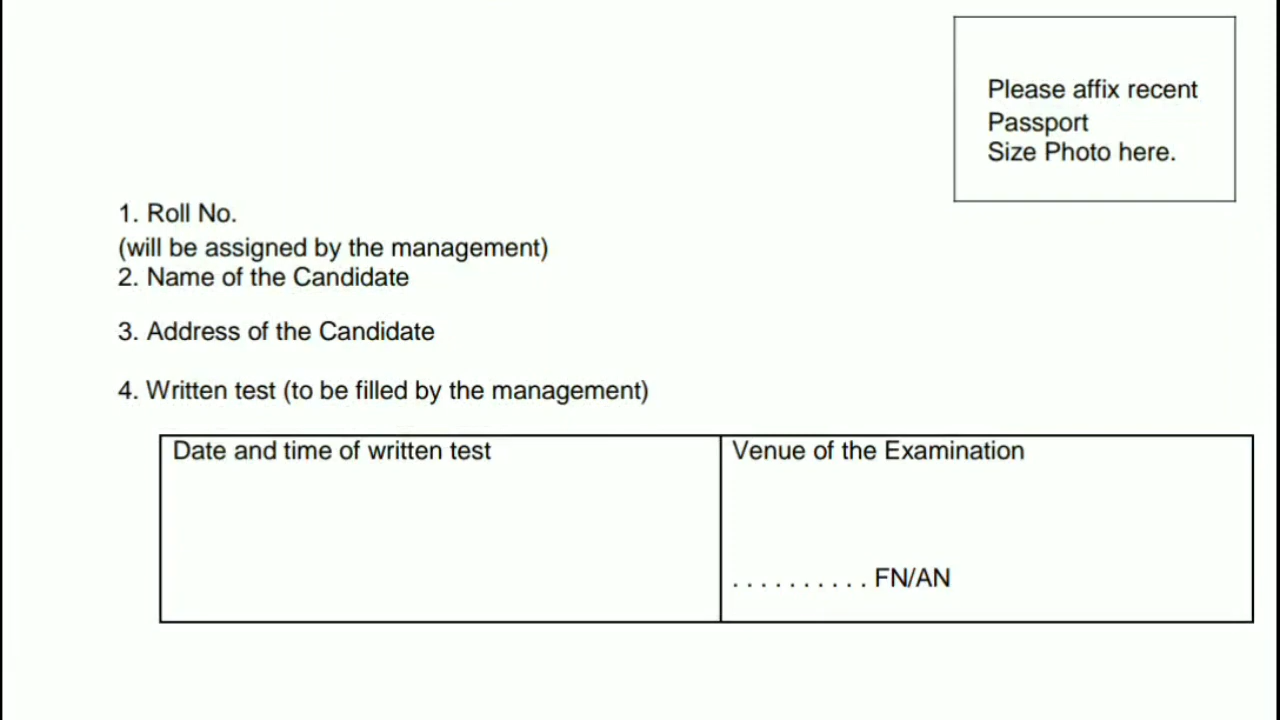 Please affix recent
Passport
Size Photo here.
1. Roll No.
(will be assigned by the management)
2. Name of the Candidate
3. Address of the Candidate
4. Written test (to be filled by the management)
Date and time of written test
Venue of the Examination
. . . . . . . . . . FN/AN